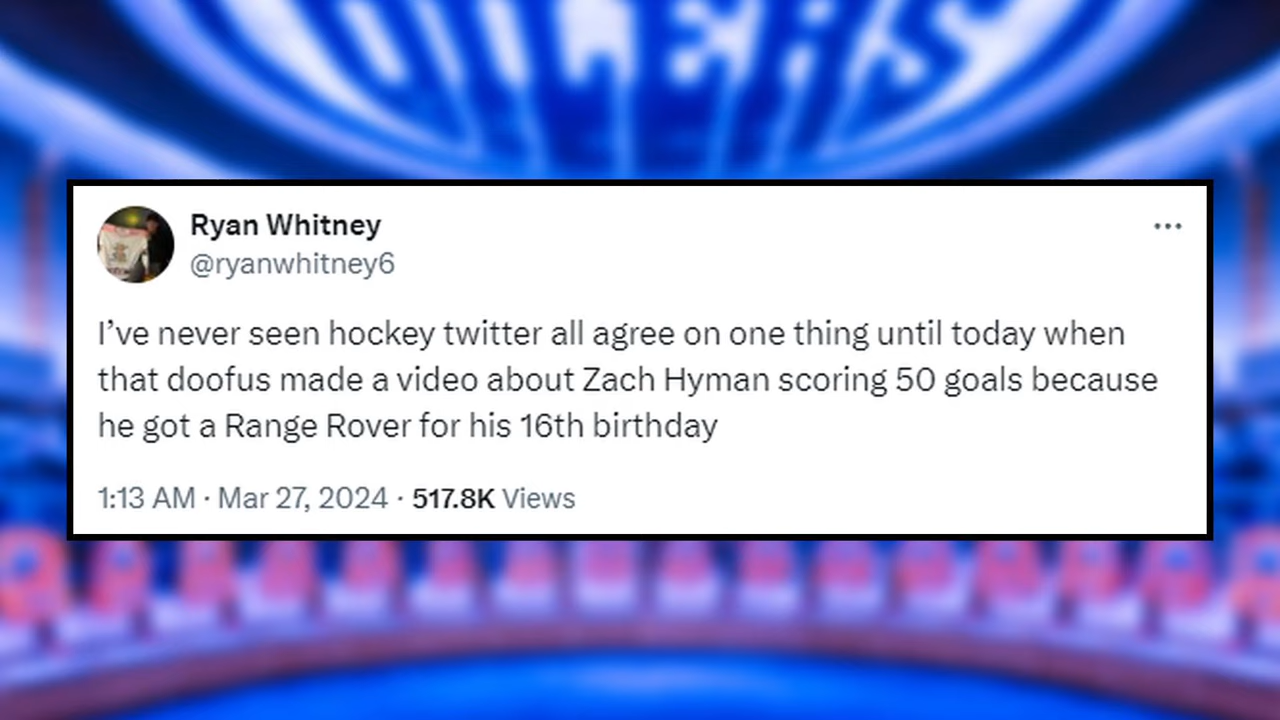 OILERS
Ryan Whitney
@ryanwhitney6
I’ve never seen hockey twitter all agree on one thing until today when
that doofus made a video about Zach Hyman scoring 50 goals because
he got a Range Rover for his 16th birthday
1:13 AM · Mar 27, 2024 · 517.8K Views